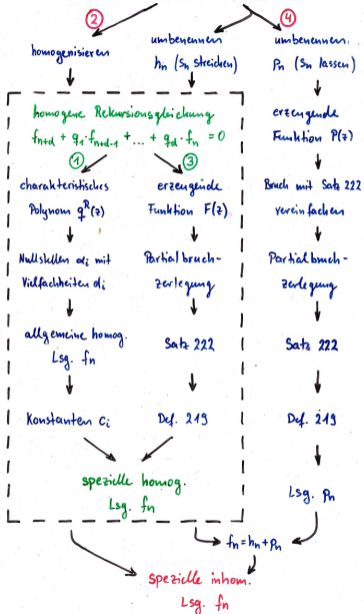 ② ④
homogenisieren
umbenennen
hn (Sn streichen)
umbenennen
pn (Sn lassen)
homogene Rekursionsgleichung
fn+d + q1·fn+d-1 + ... + qd·fn = 0
① ③
charakteristisches
Polynom qR(z)
Nullstellen αi mit
Vielfachheiten di
allgemeine homog.
Lsg. fn
Konstanten ci
erzeugende
Funktion F(z)
Partialbruch-
zerlegung
Satz 222
Def. 219
spezielle homog.
Lsg. fn
erzeugende
Funktion P(z)
Bruch mit Satz 222
vereinfachen
Partialbruch-
zerlegung
Satz 222
Def. 219
Lsg. pn
fn = hn + pn
spezielle inhom.
Lsg. fn